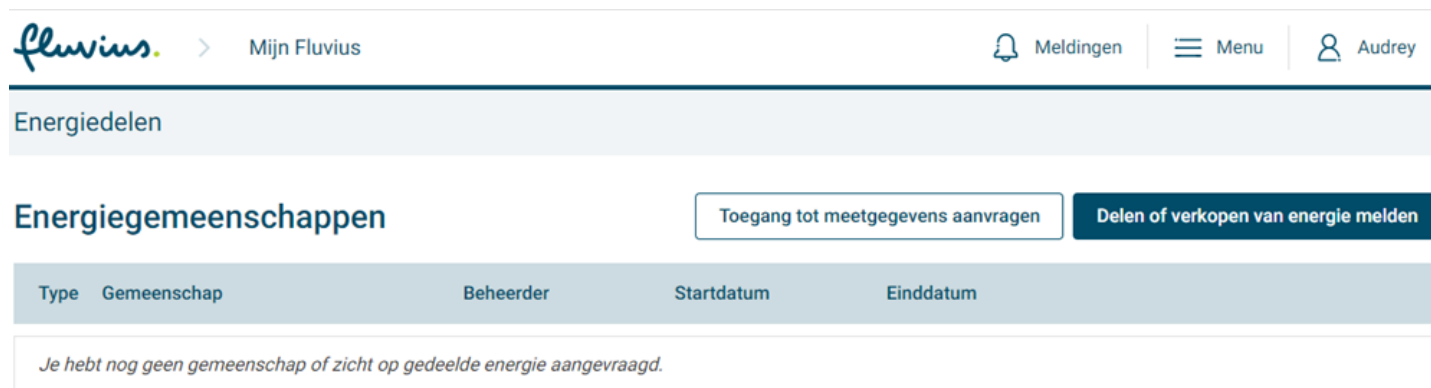 fluvius. > Mijn Fluvius Meldingen Menu Audrey
Energiedelen
Energiegemeenschappen Toegang tot meetgegevens aanvragen Delen of verkopen van energie melden
Type Gemeenschap Beheerder Startdatum Einddatum
Je hebt nog geen gemeenschap of zicht op gedeelde energie aangevraagd.